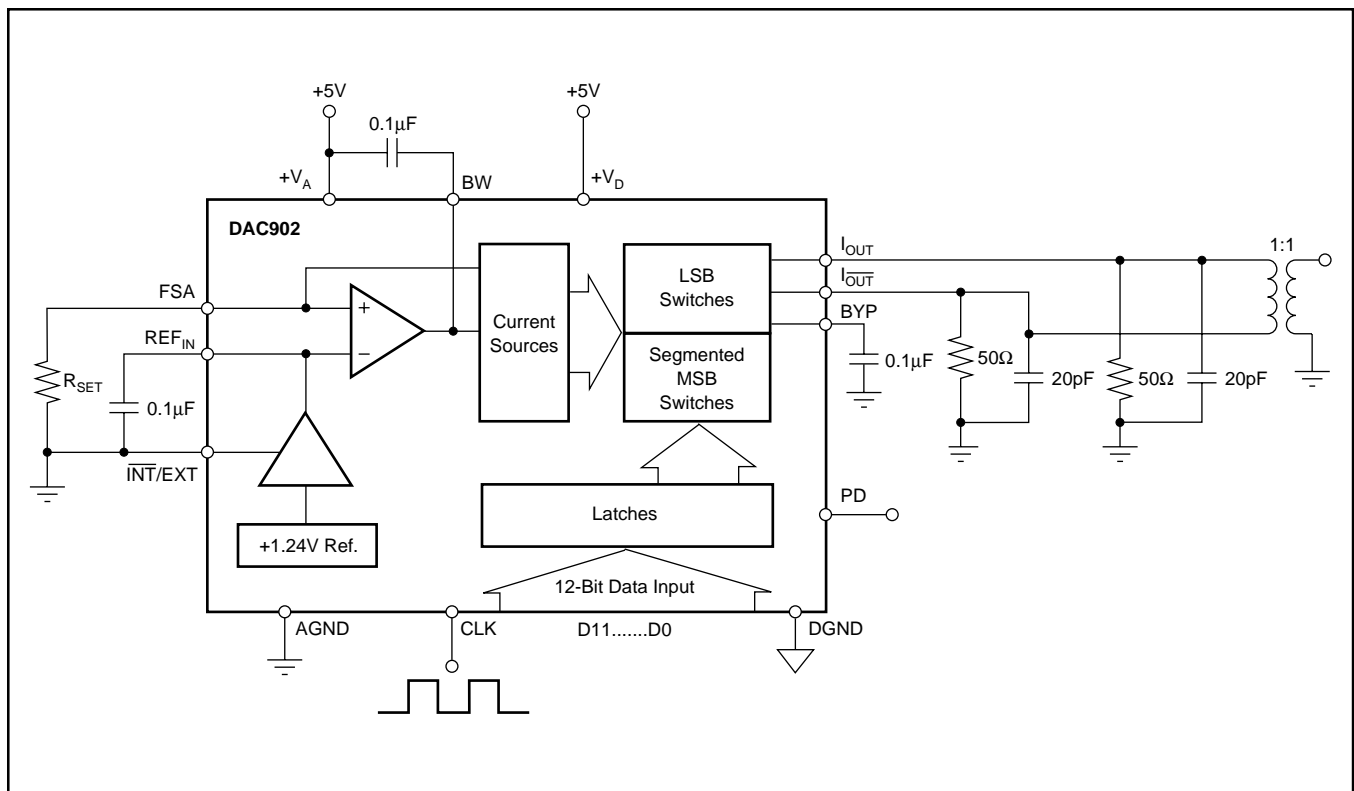 +5V
+5V
0.1μF
+V_A
BW
+V_D
DAC902
I_OUT
1:1
I_O̅U̅T̅
LSB
Switches
BYP
FSA
+
Current
Sources
REF_IN
–
Segmented
MSB
Switches
0.1μF
50Ω
20pF
50Ω
20pF
R_SET
0.1μF
I̅N̅T̅/EXT
PD
Latches
+1.24V Ref.
12-Bit Data Input
AGND
CLK
D11.......D0
DGND